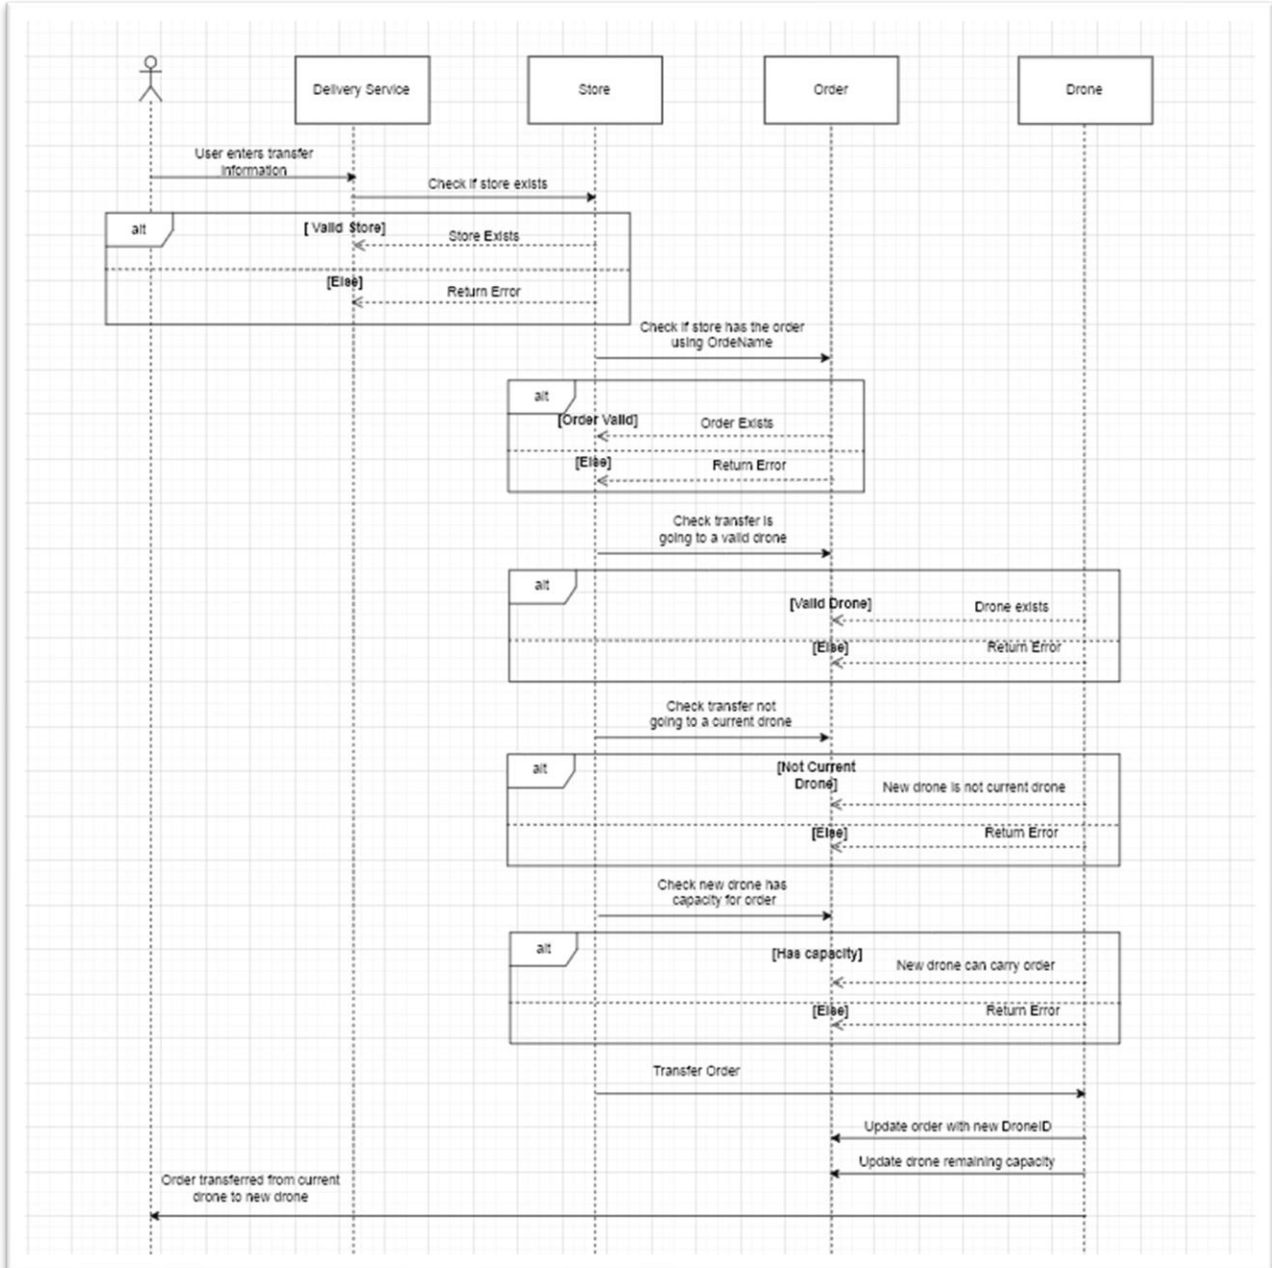 Delivery Service
Store
Order
Drone
User enters transfer
information
Check if store exists
alt
[ Valid Store]
Store Exists
[Else]
Return Error
Check if store has the order
using OrdeName
alt
[Order Valid]
Order Exists
[Else]
Return Error
Check transfer is
going to a valid drone
alt
[Valid Drone]
Drone exists
[Else]
Return Error
Check transfer not
going to a current drone
alt
[Not Current
Drone]
New drone is not current drone
[Else]
Return Error
Check new drone has
capacity for order
alt
[Has capacity]
New drone can carry order
[Else]
Return Error
Transfer Order
Update order with new DroneID
Update drone remaining capacity
Order transferred from current
drone to new drone